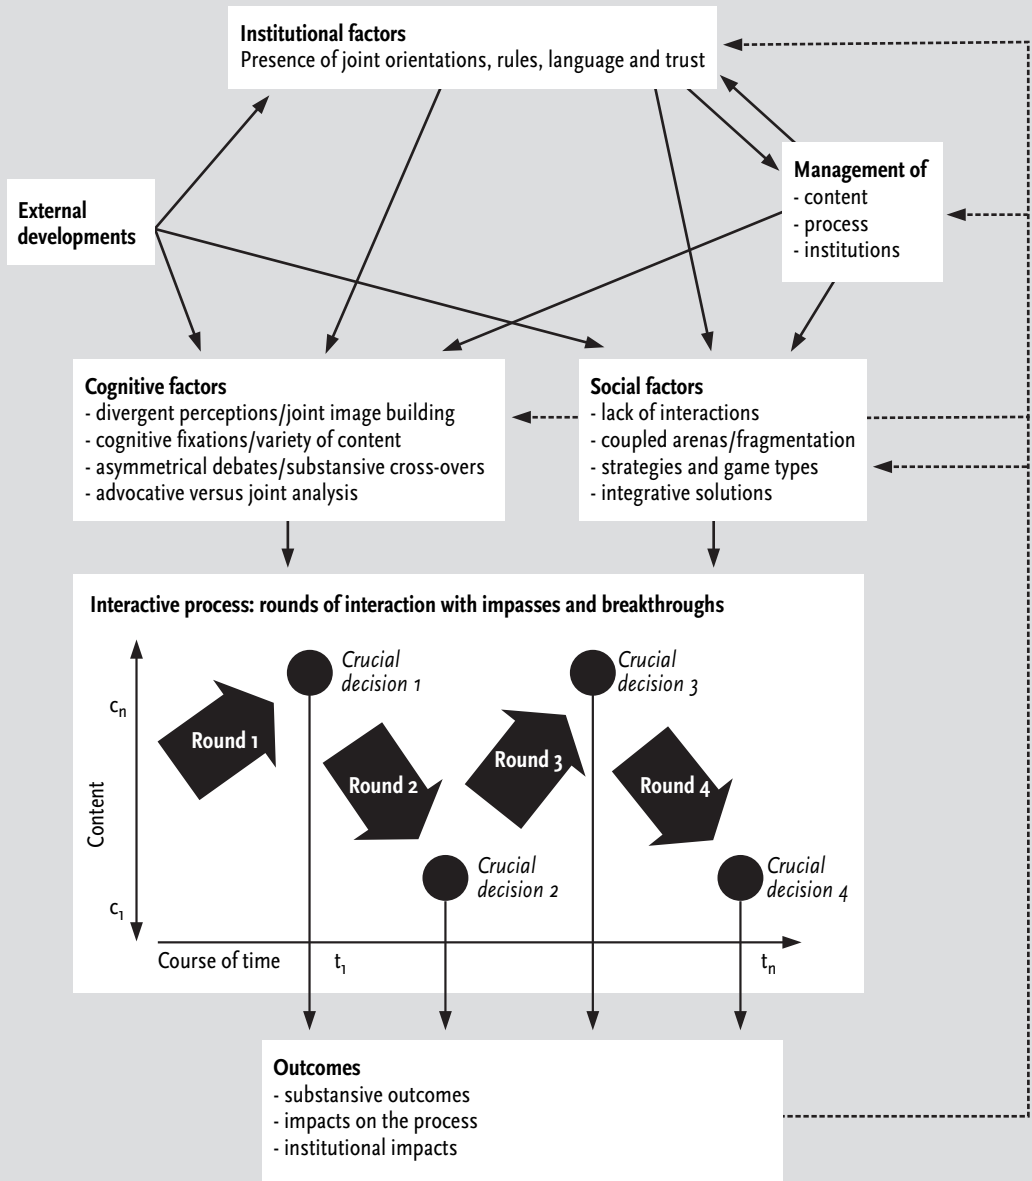 Institutional factors
Presence of joint orientations, rules, language and trust
Management of
- content
- process
- institutions
External
developments
Cognitive factors
- divergent perceptions/joint image building
- cognitive fixations/variety of content
- asymmetrical debates/substansive cross-overs
- advocative versus joint analysis
Social factors
- lack of interactions
- coupled arenas/fragmentation
- strategies and game types
- integrative solutions
Interactive process: rounds of interaction with impasses and breakthroughs
Content
cn
c1
Round 1
Crucial
decision 1
Round 2
Crucial
decision 2
Round 3
Crucial
decision 3
Round 4
Crucial
decision 4
Course of time
t1
tn
Outcomes
- substansive outcomes
- impacts on the process
- institutional impacts